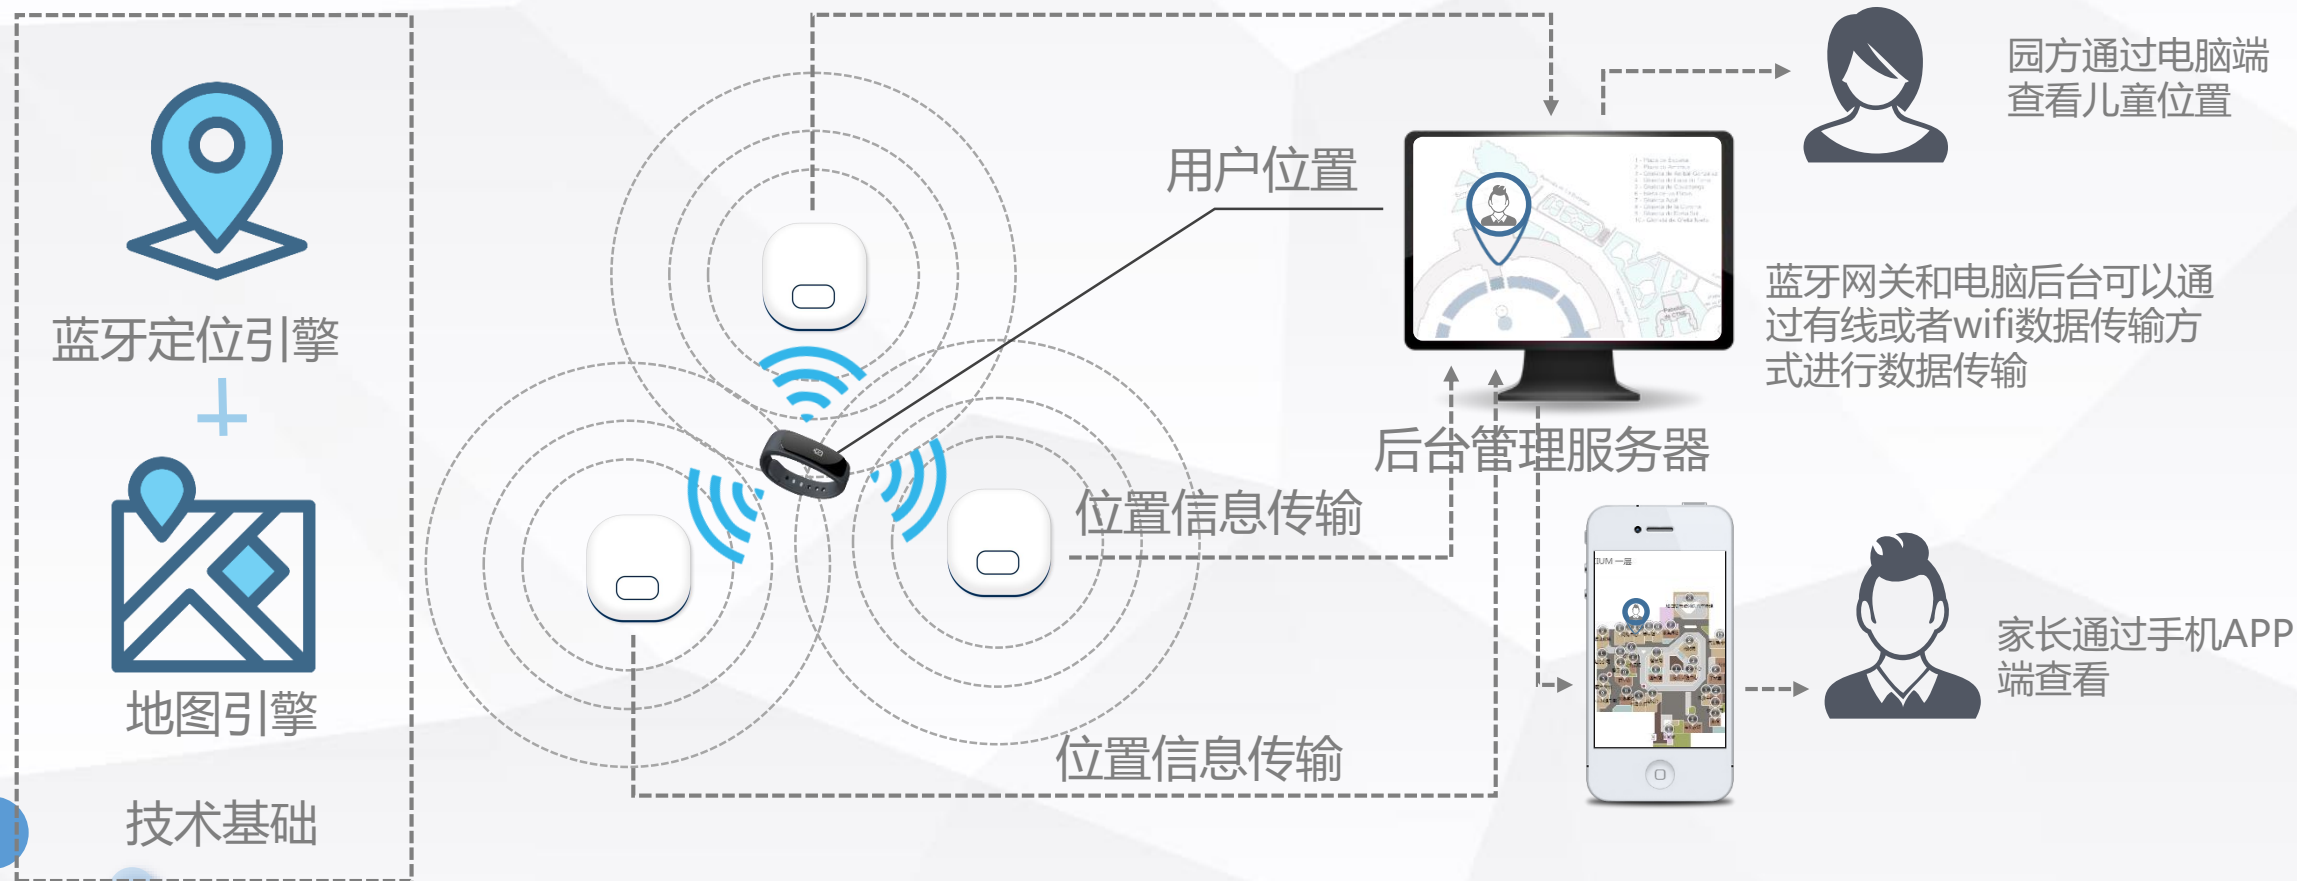 蓝牙定位引擎
地图引擎
技术基础
用户位置
位置信息传输
位置信息传输
后台管理服务器
园方通过电脑端
查看儿童位置
蓝牙网关和电脑后台可以通
过有线或者wifi数据传输方
式进行数据传输
一层
家长通过手机APP
端查看